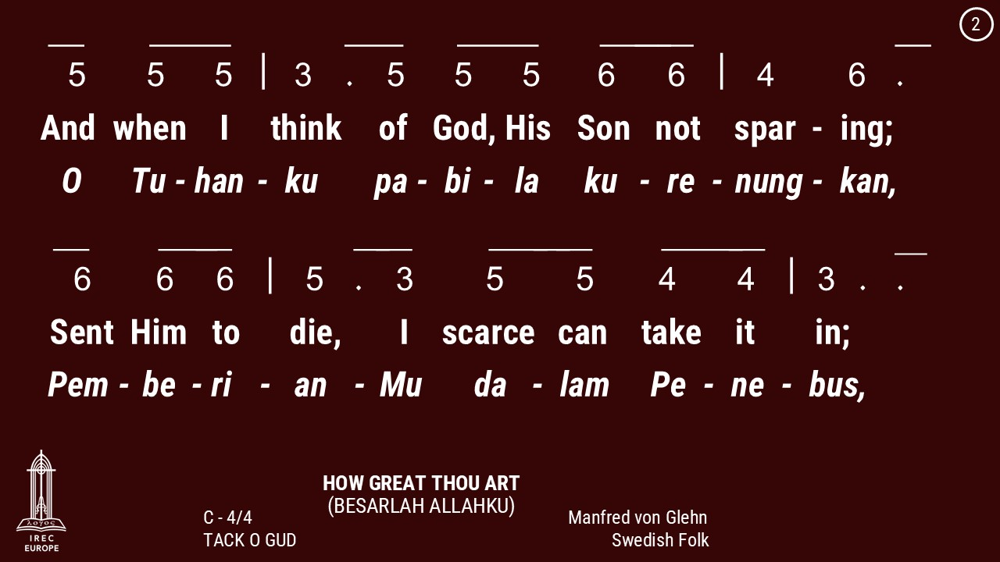 2
5 5 5 | 3 . 5 5 5 6 6 | 4 6 .
And when I think of God, His Son not spar - ing;
O Tu - han - ku pa - bi - la ku - re - nung - kan,
6 6 6 | 5 . 3 5 5 4 4 | 3 . .
Sent Him to die, I scarce can take it in;
Pem - be - ri - an - Mu da - lam Pe - ne - bus,
λογος
IREC
EUROPE
HOW GREAT THOU ART
(BESARLAH ALLAHKU)
C - 4/4
TACK O GUD
Manfred von Glehn
Swedish Folk